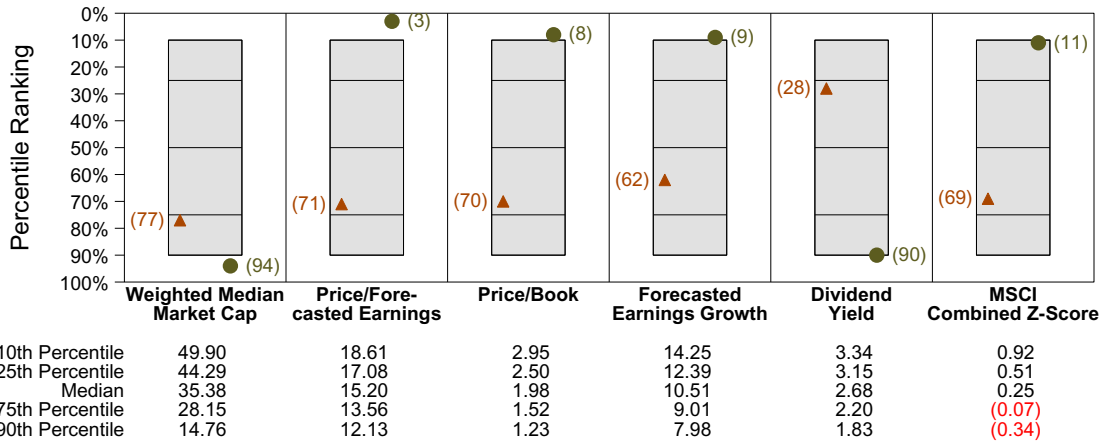 Percentile Ranking
0%
10%
20%
30%
40%
50%
60%
70%
80%
90%
100%
(77)
(94)
(71)
(3)
(70)
(8)
(62)
(9)
(28)
(90)
(69)
(11)
Weighted Median
Market Cap
Price/Fore-
casted Earnings
Price/Book
Forecasted
Earnings Growth
Dividend
Yield
MSCI
Combined Z-Score
10th Percentile 49.90 18.61 2.95 14.25 3.34 0.92
25th Percentile 44.29 17.08 2.50 12.39 3.15 0.51
Median 35.38 15.20 1.98 10.51 2.68 0.25
75th Percentile 28.15 13.56 1.52 9.01 2.20 (0.07)
90th Percentile 14.76 12.13 1.23 7.98 1.83 (0.34)